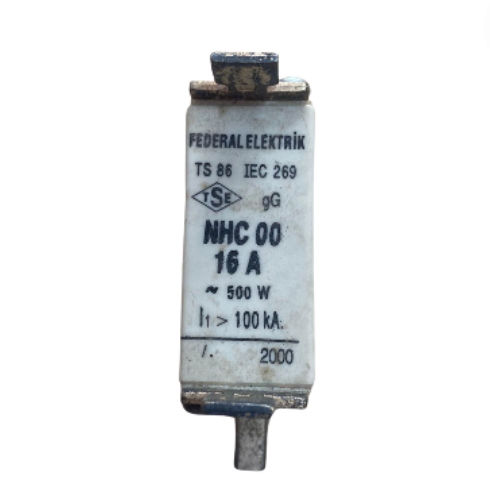 FEDERAL ELEKTRİK
TS 86 IEC 269
TSE gG
NHC 00
16 A
~ 500 W
I1 > 100 kA.
/. 2000